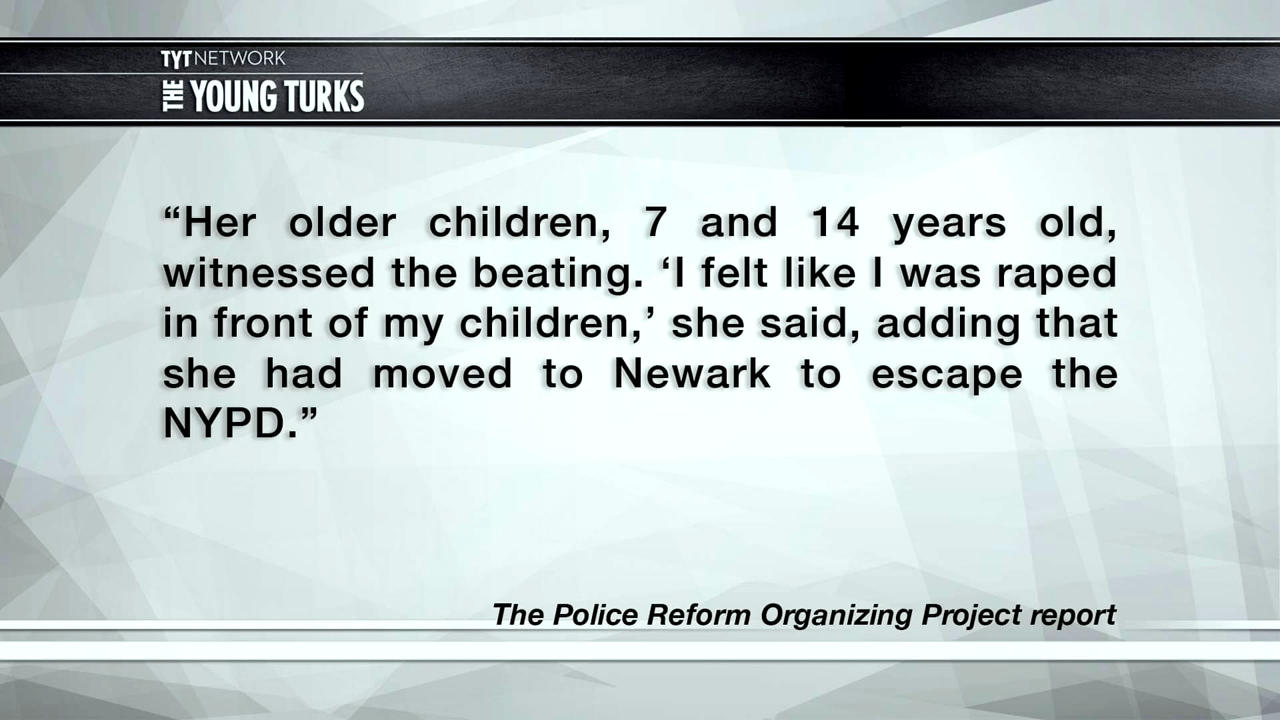 TYT NETWORK
THE YOUNG TURKS
“Her older children, 7 and 14 years old,
witnessed the beating. ‘I felt like I was raped
in front of my children,’ she said, adding that
she had moved to Newark to escape the
NYPD.”
The Police Reform Organizing Project report